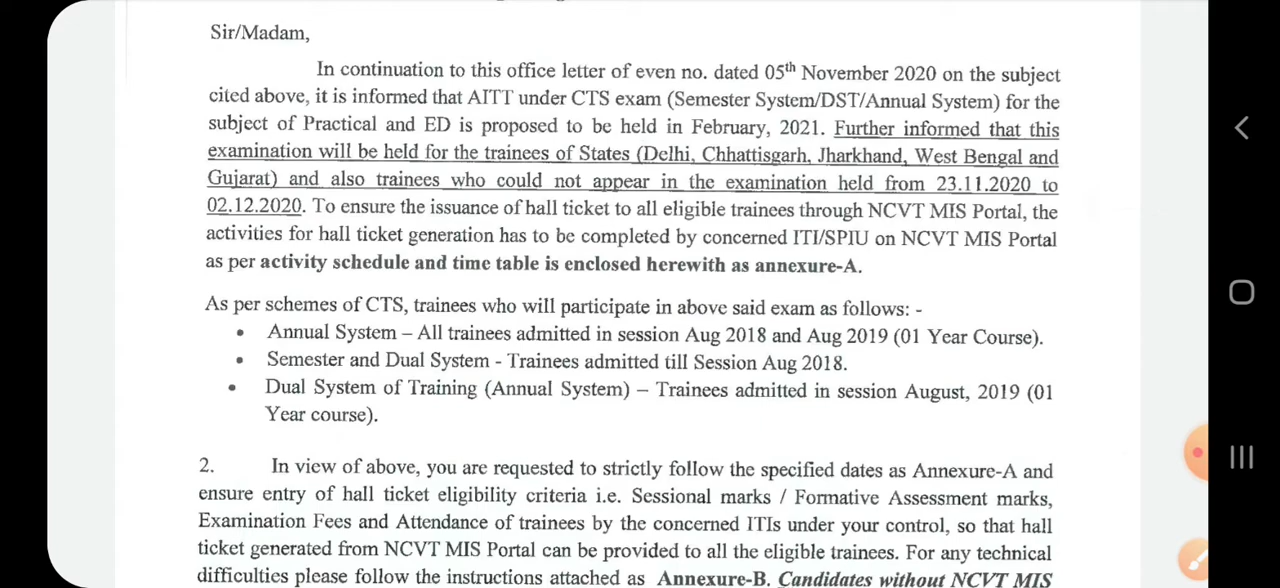 Sir/Madam,
In continuation to this office letter of even no. dated 05th November 2020 on the subject
cited above, it is informed that AITT under CTS exam (Semester System/DST/Annual System) for the
subject of Practical and ED is proposed to be held in February, 2021. Further informed that this
examination will be held for the trainees of States (Delhi, Chhattisgarh, Jharkhand, West Bengal and
Gujarat) and also trainees who could not appear in the examination held from 23.11.2020 to
02.12.2020. To ensure the issuance of hall ticket to all eligible trainees through NCVT MIS Portal, the
activities for hall ticket generation has to be completed by concerned ITI/SPIU on NCVT MIS Portal
as per activity schedule and time table is enclosed herewith as annexure-A.
As per schemes of CTS, trainees who will participate in above said exam as follows: -
• Annual System – All trainees admitted in session Aug 2018 and Aug 2019 (01 Year Course).
• Semester and Dual System - Trainees admitted till Session Aug 2018.
• Dual System of Training (Annual System) – Trainees admitted in session August, 2019 (01
Year course).
2. In view of above, you are requested to strictly follow the specified dates as Annexure-A and
ensure entry of hall ticket eligibility criteria i.e. Sessional marks / Formative Assessment marks,
Examination Fees and Attendance of trainees by the concerned ITIs under your control, so that hall
ticket generated from NCVT MIS Portal can be provided to all the eligible trainees. For any technical
difficulties please follow the instructions attached as Annexure-B. Candidates without NCVT MIS